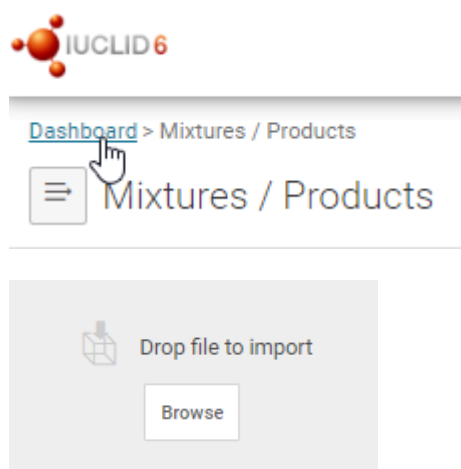 IUCLID 6
Dashboard > Mixtures / Products
Mixtures / Products
Drop file to import
Browse